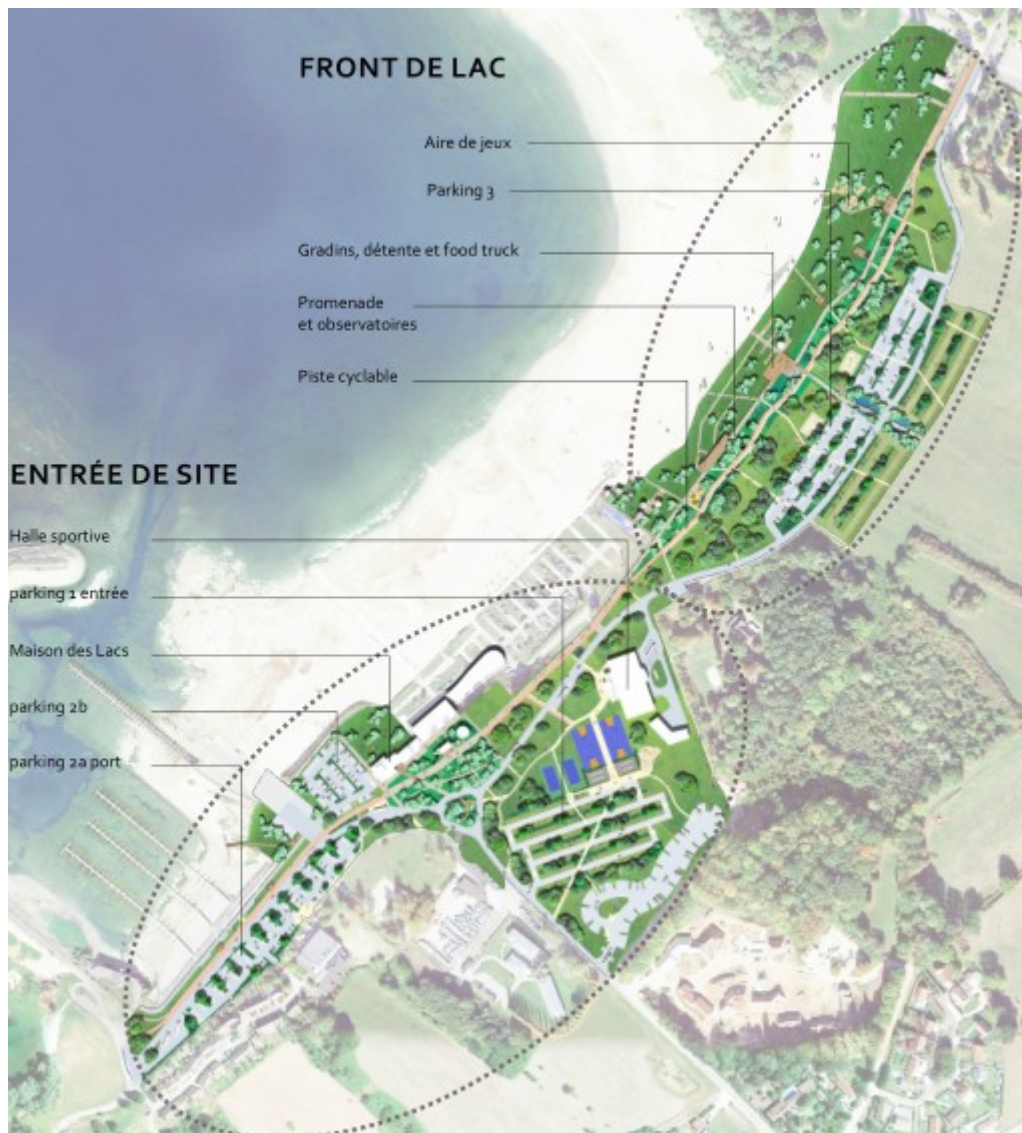 FRONT DE LAC
Aire de jeux
Parking 3
Gradins, détente et food truck
Promenade
et observatoires
Piste cyclable
ENTRÉE DE SITE
Halle sportive
parking 1 entrée
Maison des Lacs
parking 2b
parking 2a port